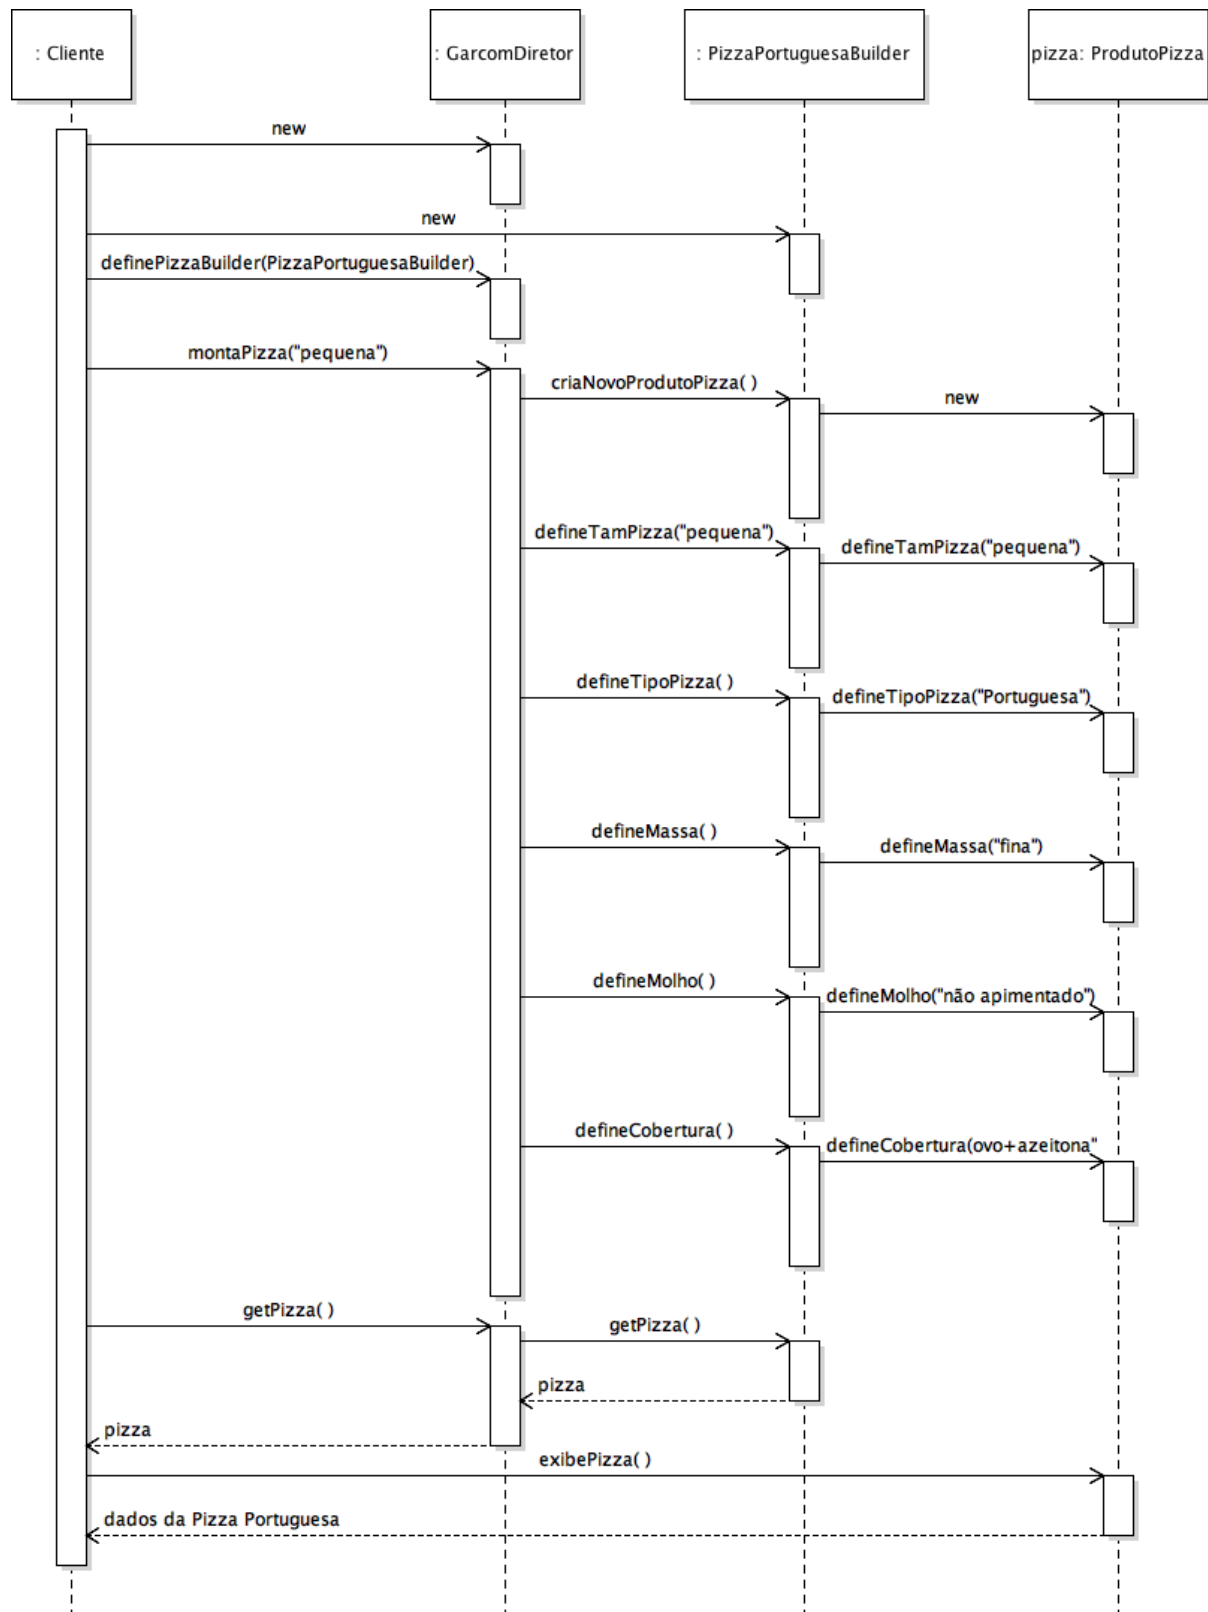 : Cliente
: GarcomDiretor
: PizzaPortuguesaBuilder
pizza: ProdutoPizza
new
new
definePizzaBuilder(PizzaPortuguesaBuilder)
montaPizza("pequena")
criaNovoProdutoPizza( )
new
defineTamPizza("pequena")
defineTamPizza("pequena")
defineTipoPizza( )
defineTipoPizza("Portuguesa")
defineMassa( )
defineMassa("fina")
defineMolho( )
defineMolho("não apimentado")
defineCobertura( )
defineCobertura(ovo+azeitona"
getPizza( )
getPizza( )
pizza
pizza
exibePizza( )
dados da Pizza Portuguesa